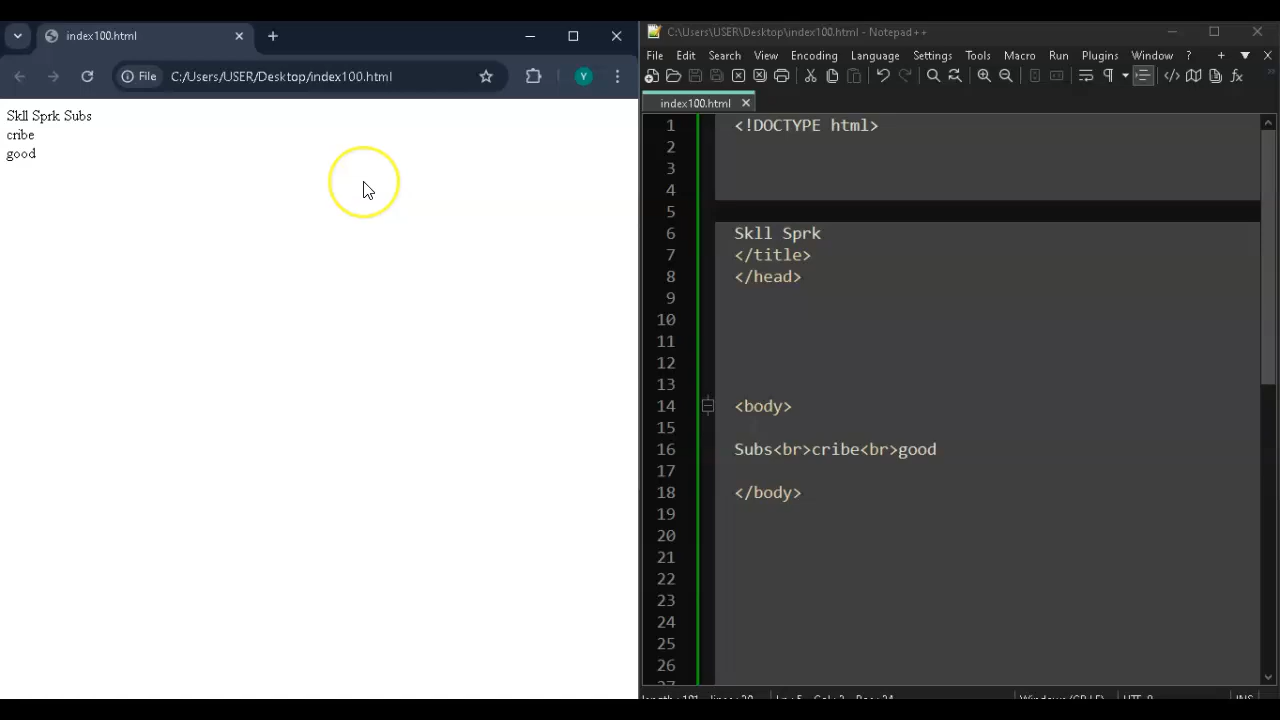 index100.html
File
C:/Users/USER/Desktop/index100.html
Y
Skll Sprk Subs
cribe
good
C:\Users\USER\Desktop\index100.html - Notepad++
File Edit Search View Encoding Language Settings Tools Macro Run Plugins Window ?
index100.html
1 <!DOCTYPE html>
2
3
4
5
6 Skll Sprk
7 </title>
8 </head>
9
10
11
12
13
14 <body>
15
16 Subs<br>cribe<br>good
17
18 </body>
19
20
21
22
23
24
25
26